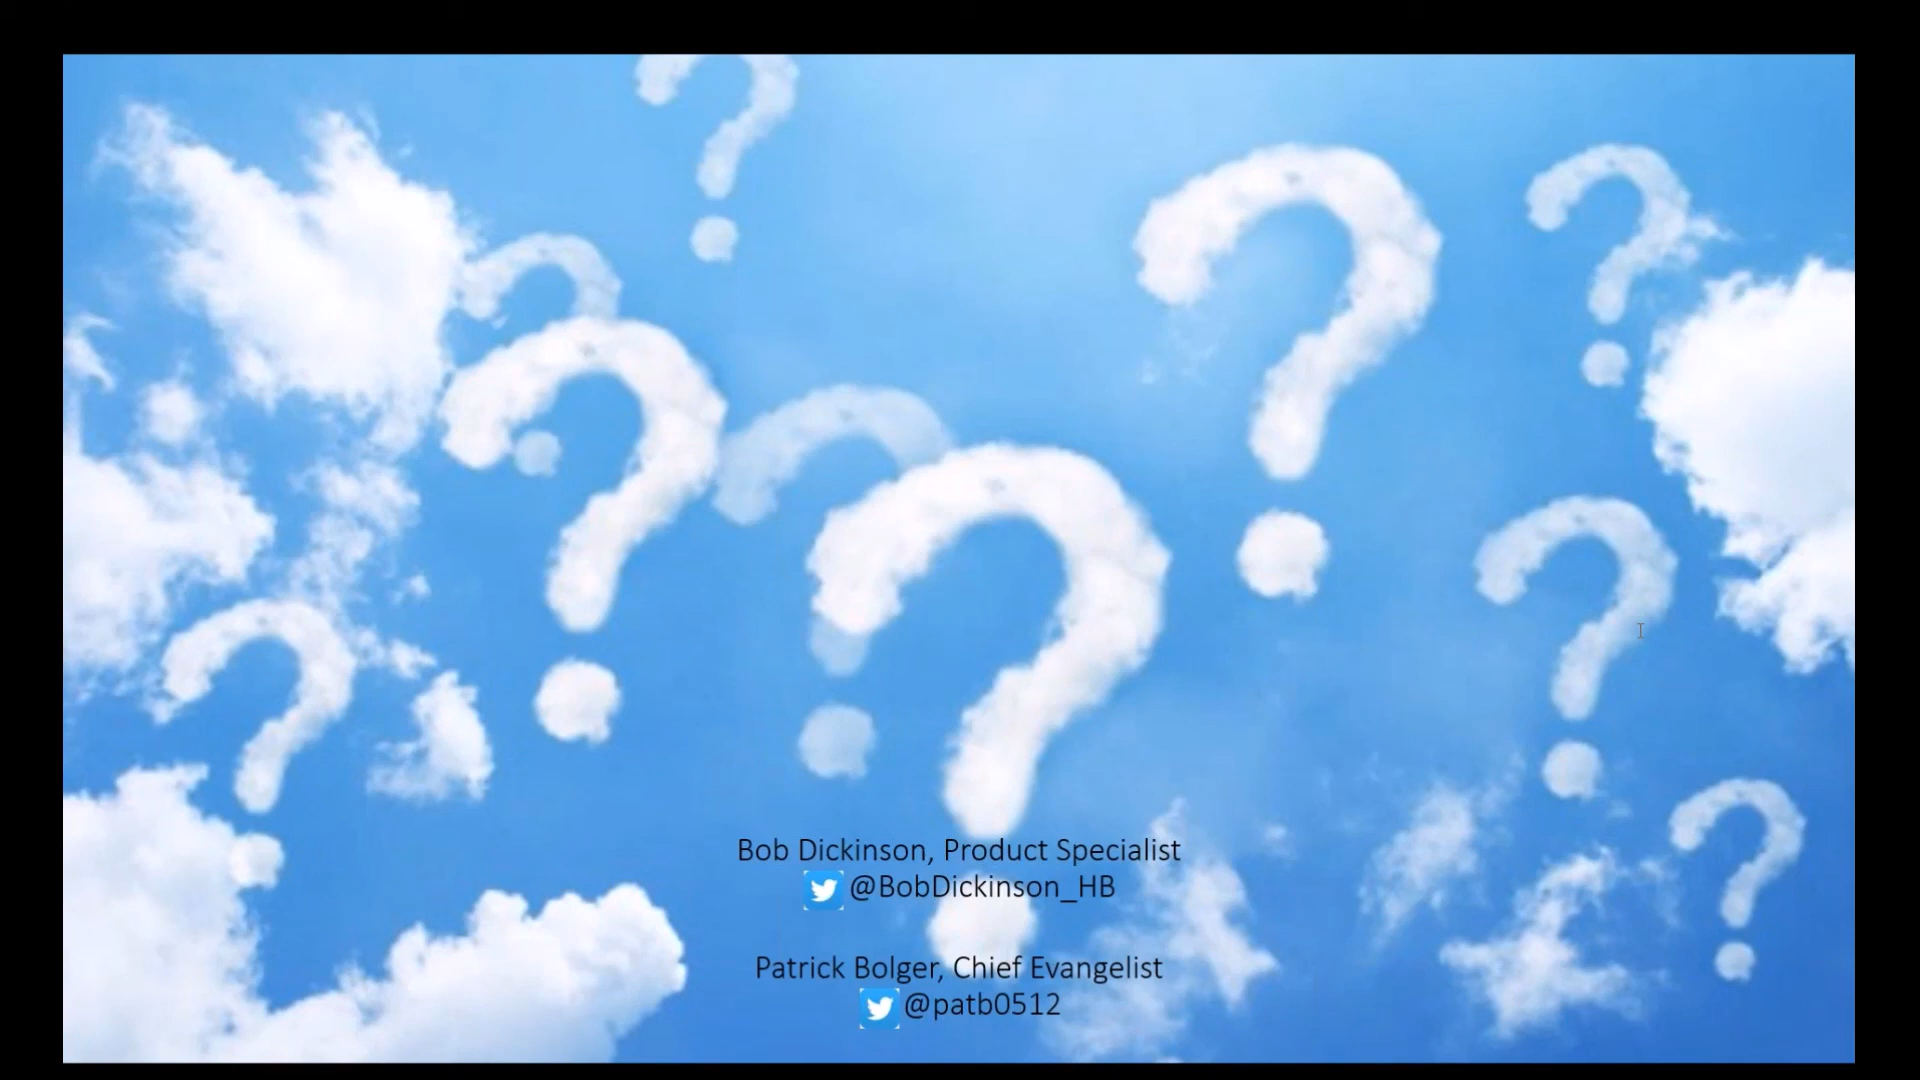 Bob Dickinson, Product Specialist
@BobDickinson_HB
Patrick Bolger, Chief Evangelist
@patb0512